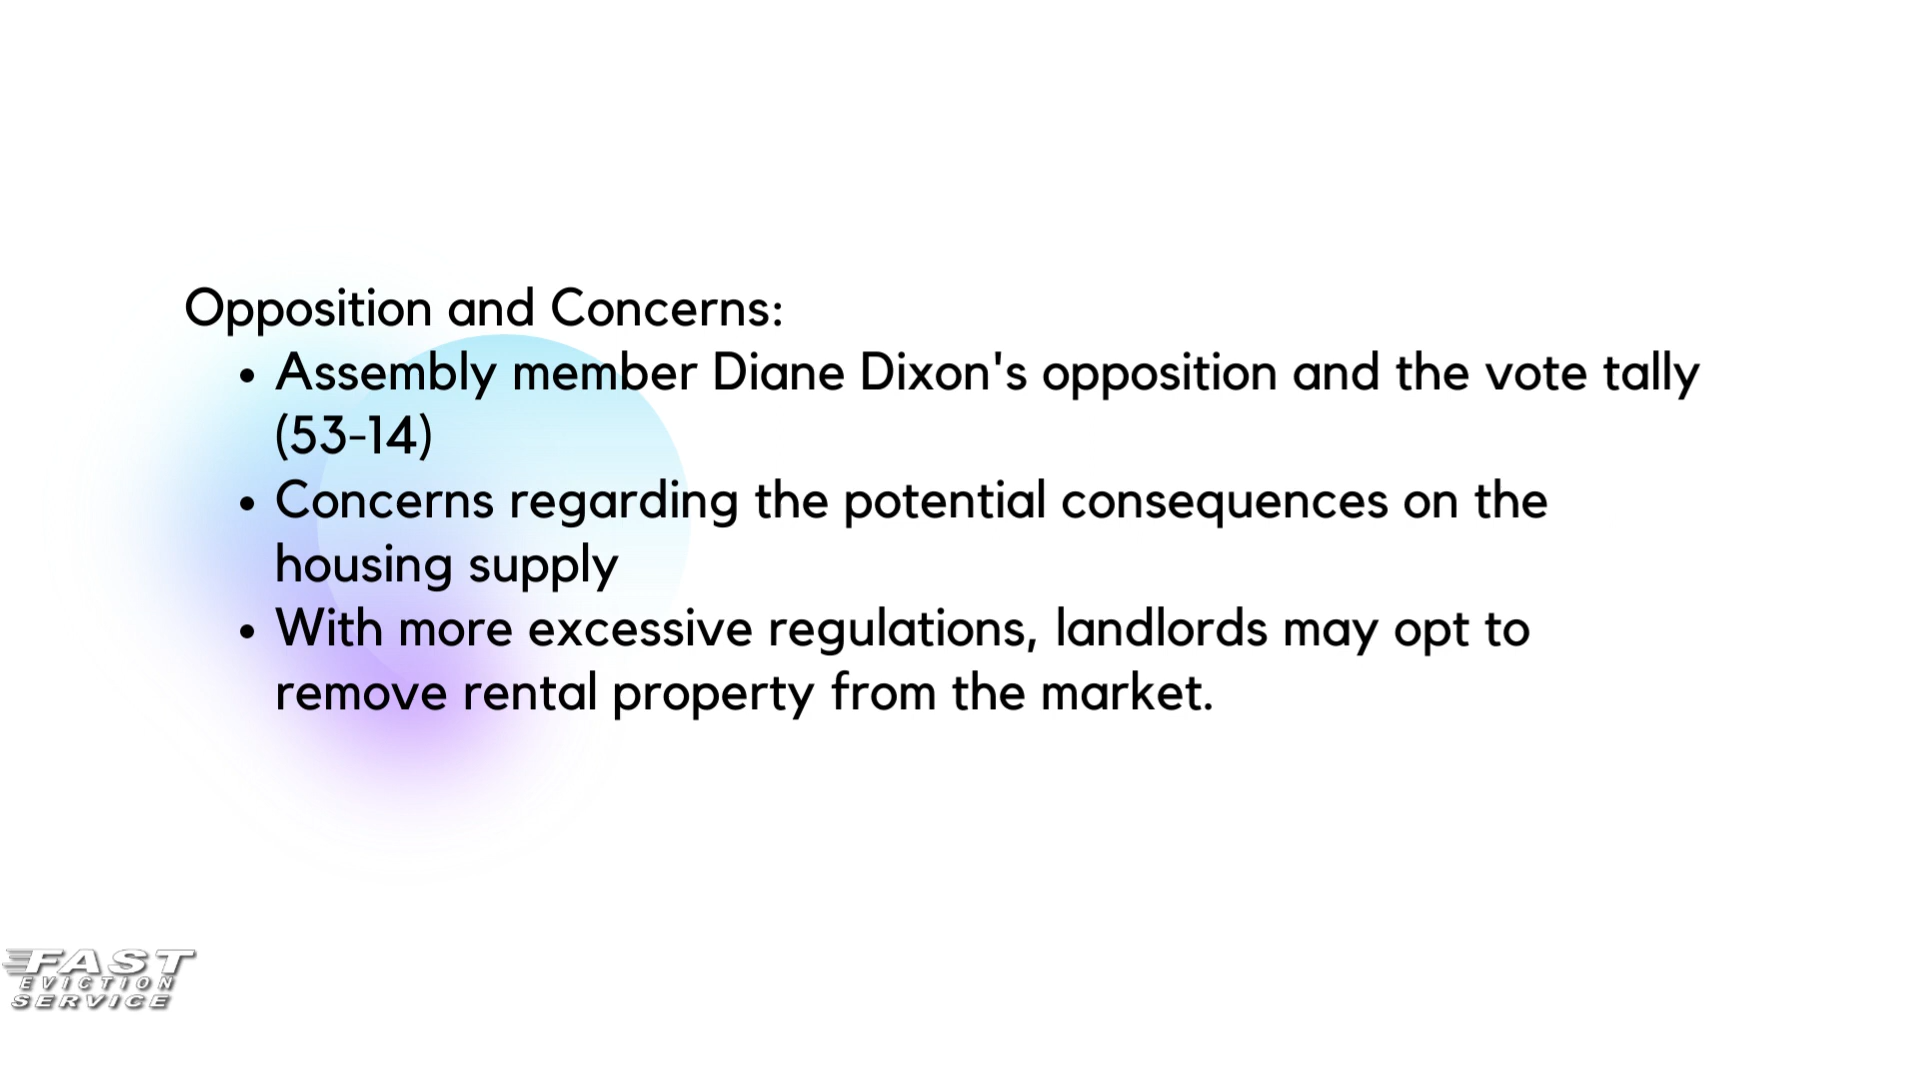 Opposition and Concerns:
• Assembly member Diane Dixon's opposition and the vote tally
(53-14)
• Concerns regarding the potential consequences on the
housing supply
• With more excessive regulations, landlords may opt to
remove rental property from the market.
FAST
EVICTION
SERVICE